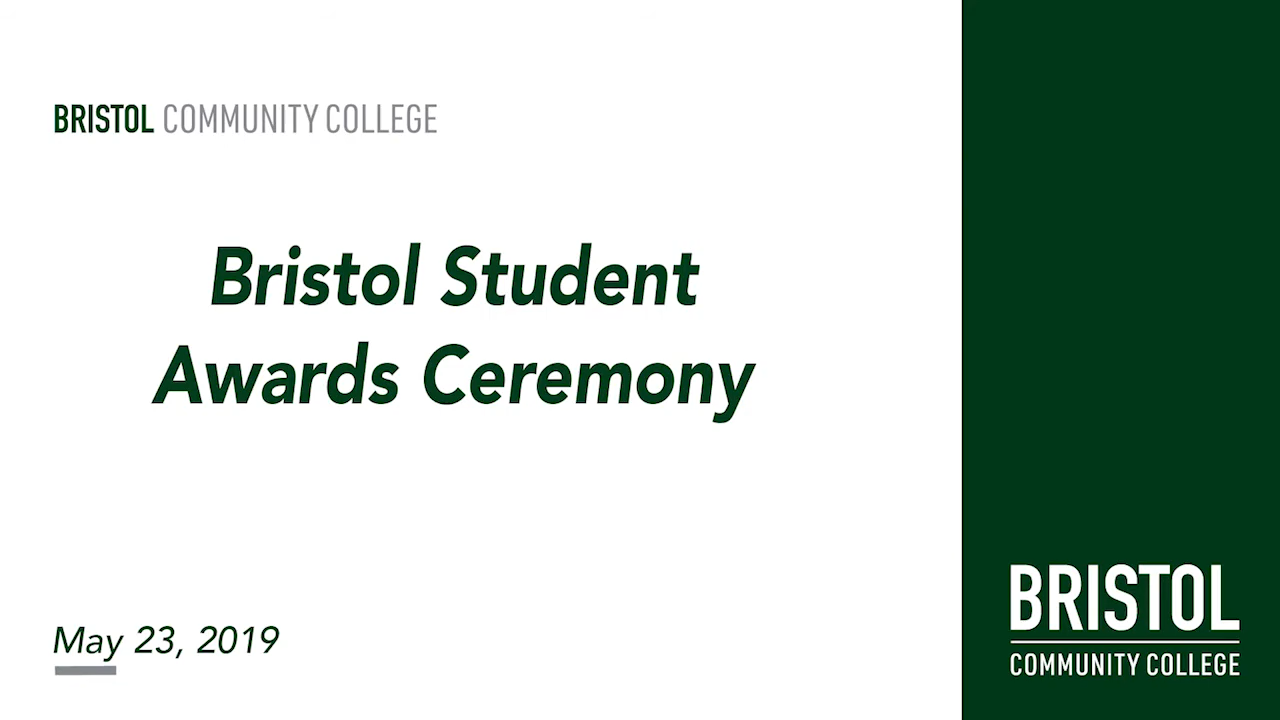 BRISTOL COMMUNITY COLLEGE
Bristol Student
Awards Ceremony
May 23, 2019
BRISTOL
COMMUNITY COLLEGE